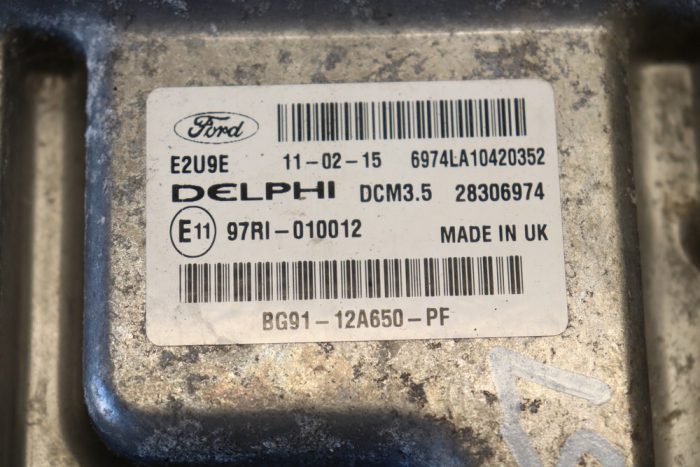 Ford
E2U9E 11-02-15 6974LA10420352
DELPHI DCM3.5 28306974
E11 97RI-010012 MADE IN UK
BG91-12A650-PF